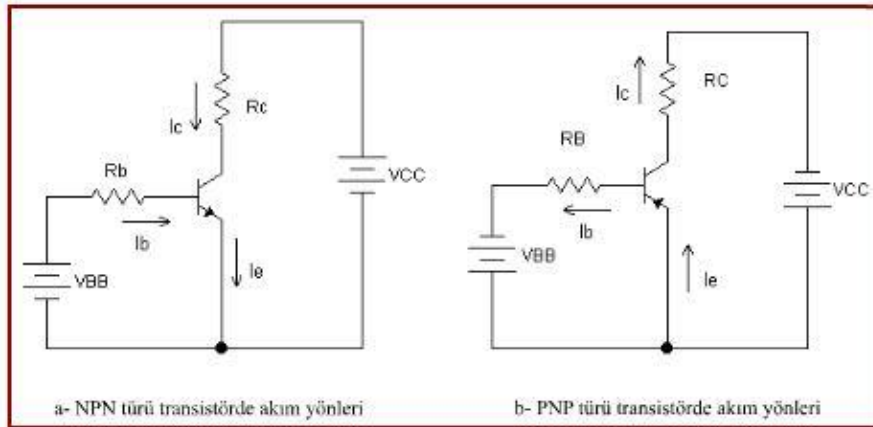 Rc
Ic
Rb
VCC
Ib
VBB
Ie
a- NPN türü transistörde akım yönleri
RC
Ic
RB
VCC
Ib
VBB
Ie
b- PNP türü transistörde akım yönleri